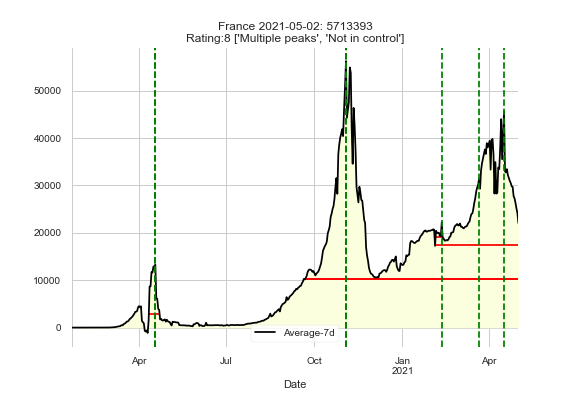 France 2021-05-02: 5713393
Rating:8 ['Multiple peaks', 'Not in control']
50000
40000
30000
20000
10000
0
Average-7d
Apr
Jul
Oct
Jan
2021
Apr
Date